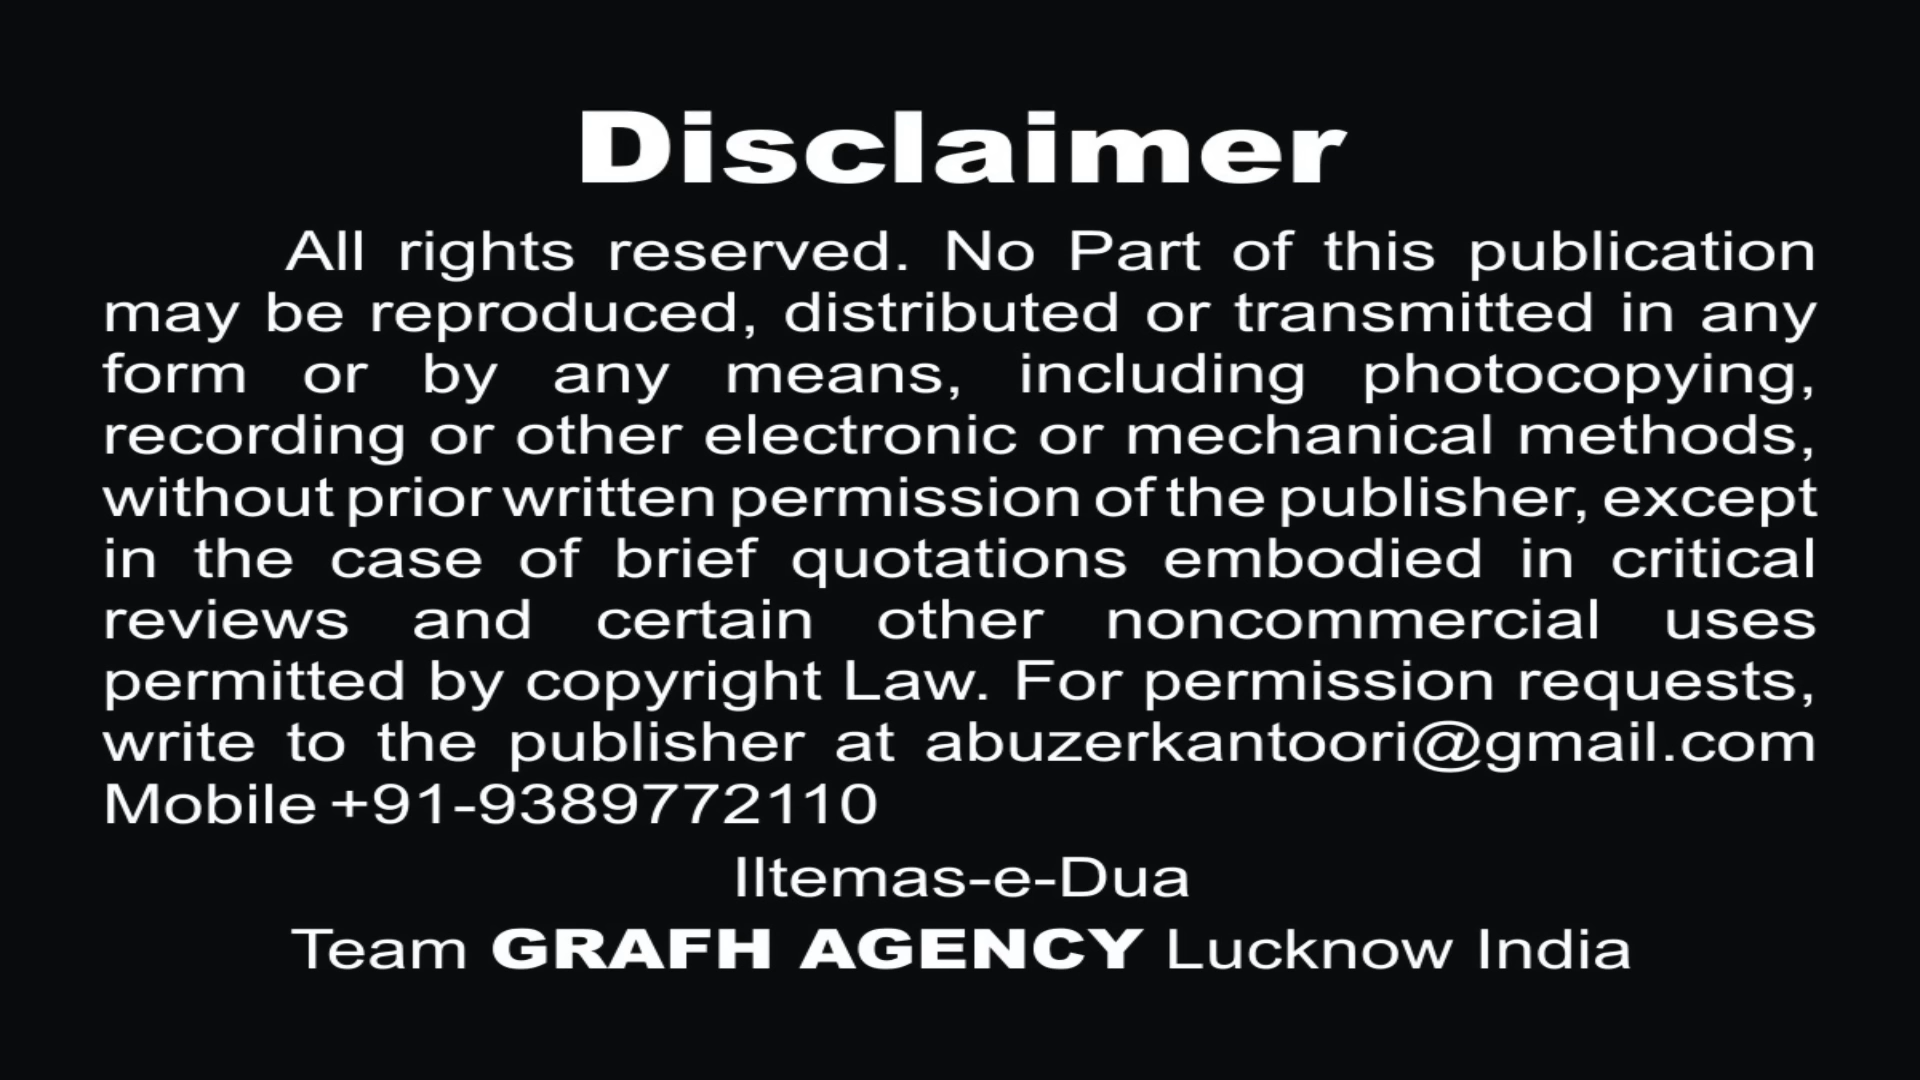 Disclaimer
All rights reserved. No Part of this publication
may be reproduced, distributed or transmitted in any
form or by any means, including photocopying,
recording or other electronic or mechanical methods,
without prior written permission of the publisher, except
in the case of brief quotations embodied in critical
reviews and certain other noncommercial uses
permitted by copyright Law. For permission requests,
write to the publisher at abuzerkantoori@gmail.com
Mobile +91-9389772110
Iltemas-e-Dua
Team GRAFH AGENCY Lucknow India